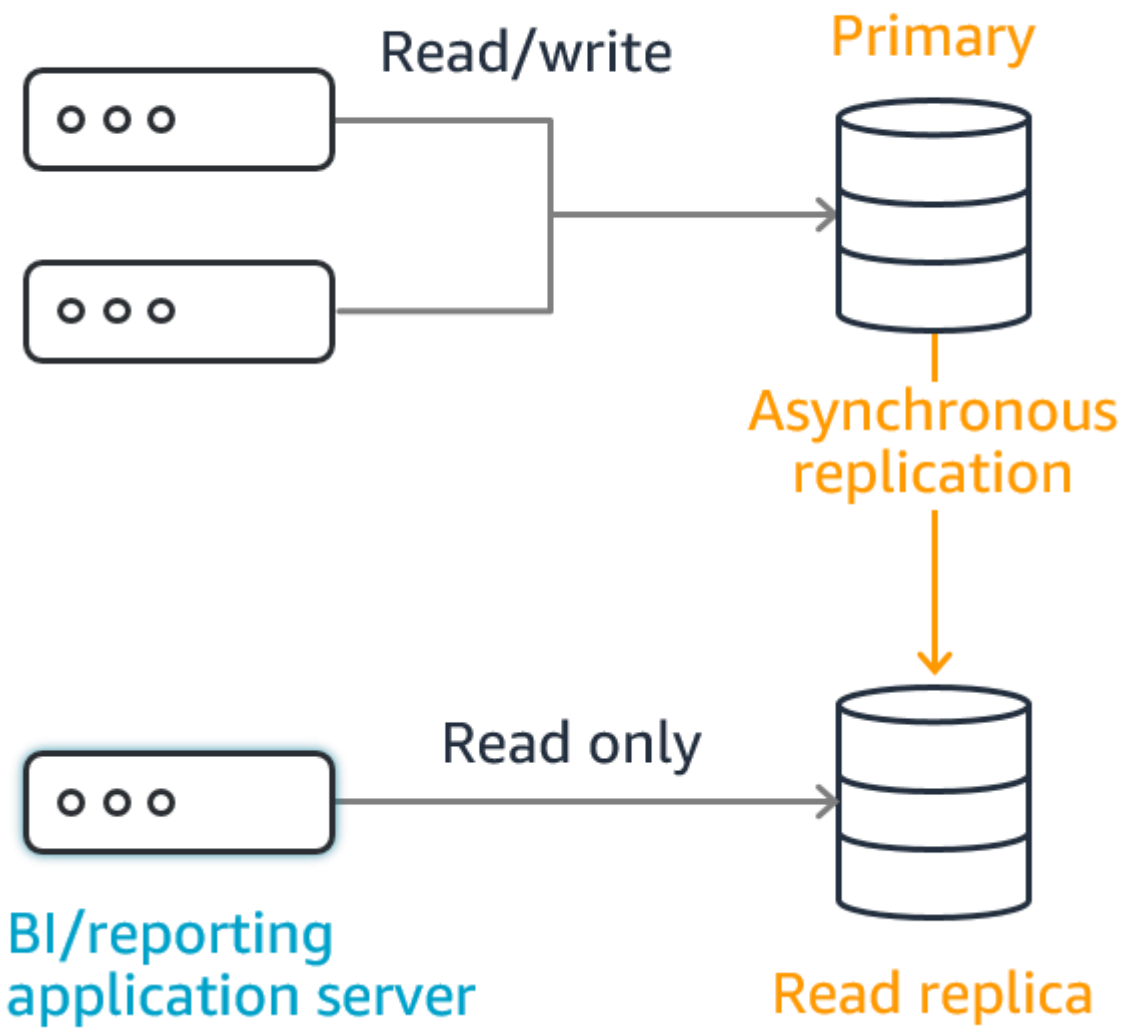 Read/write
Primary
Asynchronous
replication
Read only
BI/reporting
application server
Read replica